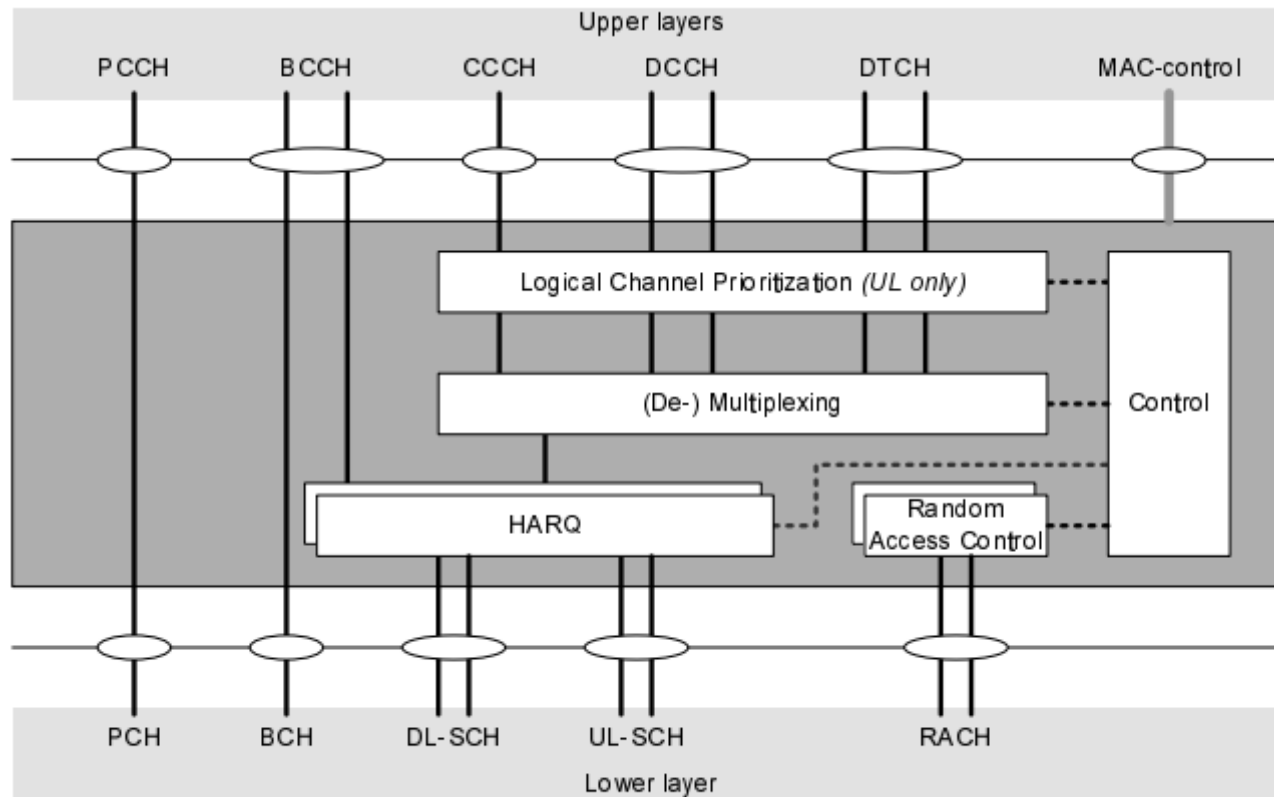 Upper layers
PCCH BCCH CCCH DCCH DTCH MAC-control
Logical Channel Prioritization (UL only)
(De-) Multiplexing
Control
HARQ
Random
Access Control
PCH BCH DL-SCH UL-SCH RACH
Lower layer